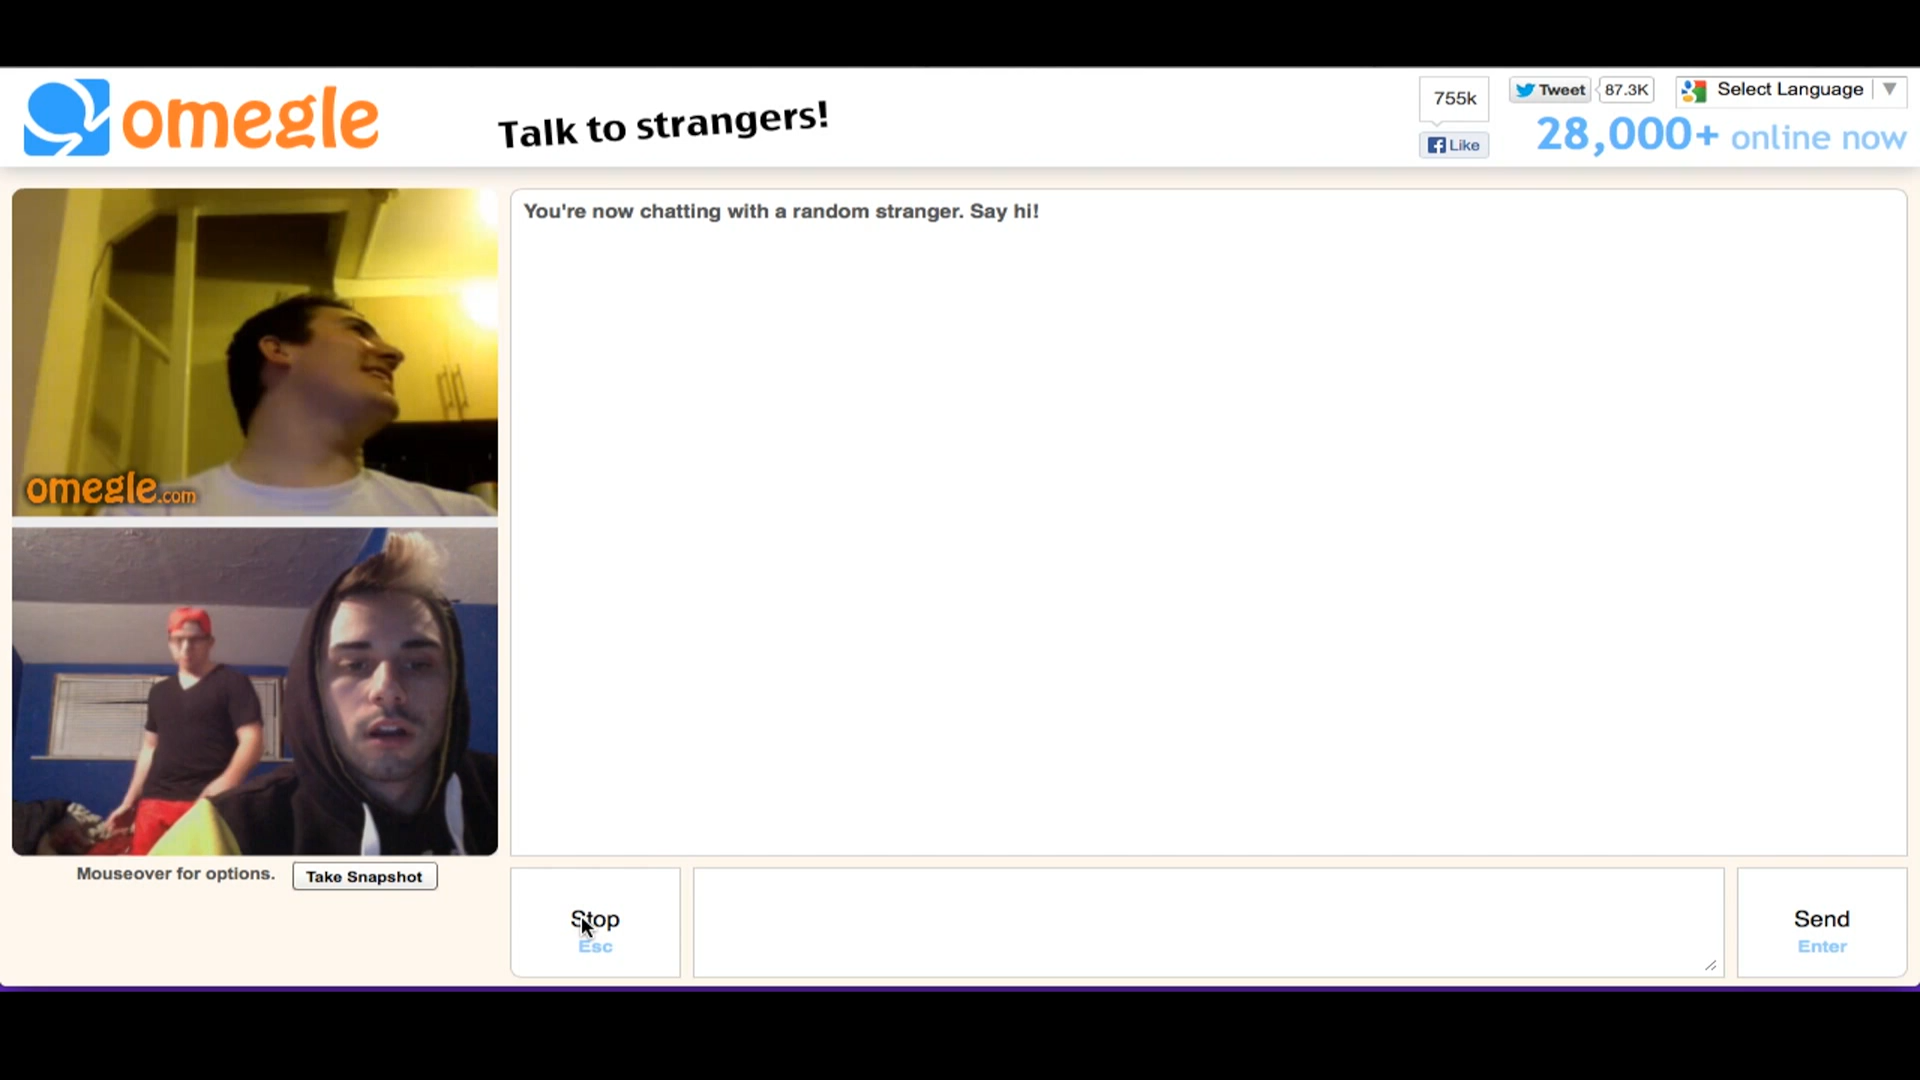 omegle
Talk to strangers!
755k
Like
Tweet
87.3K
Select Language
28,000+ online now
You're now chatting with a random stranger. Say hi!
omegle.com
Mouseover for options.
Take Snapshot
Stop
Esc
Send
Enter